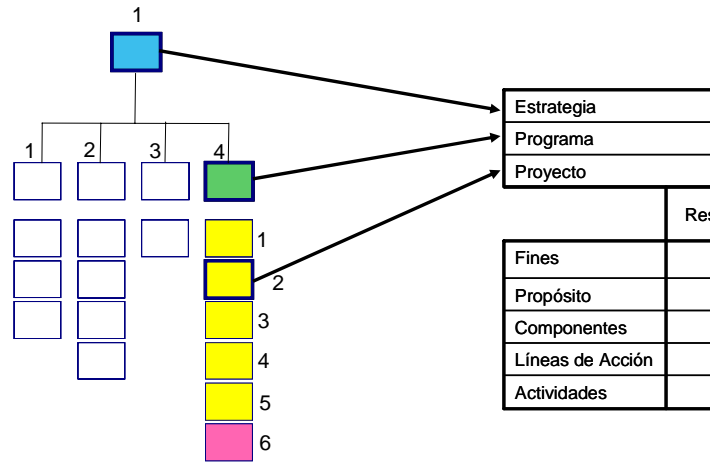 1
1
2
3
4
1
2
3
4
5
6
Estrategia
Programa
Proyecto
Fines
Propósito
Componentes
Líneas de Acción
Actividades